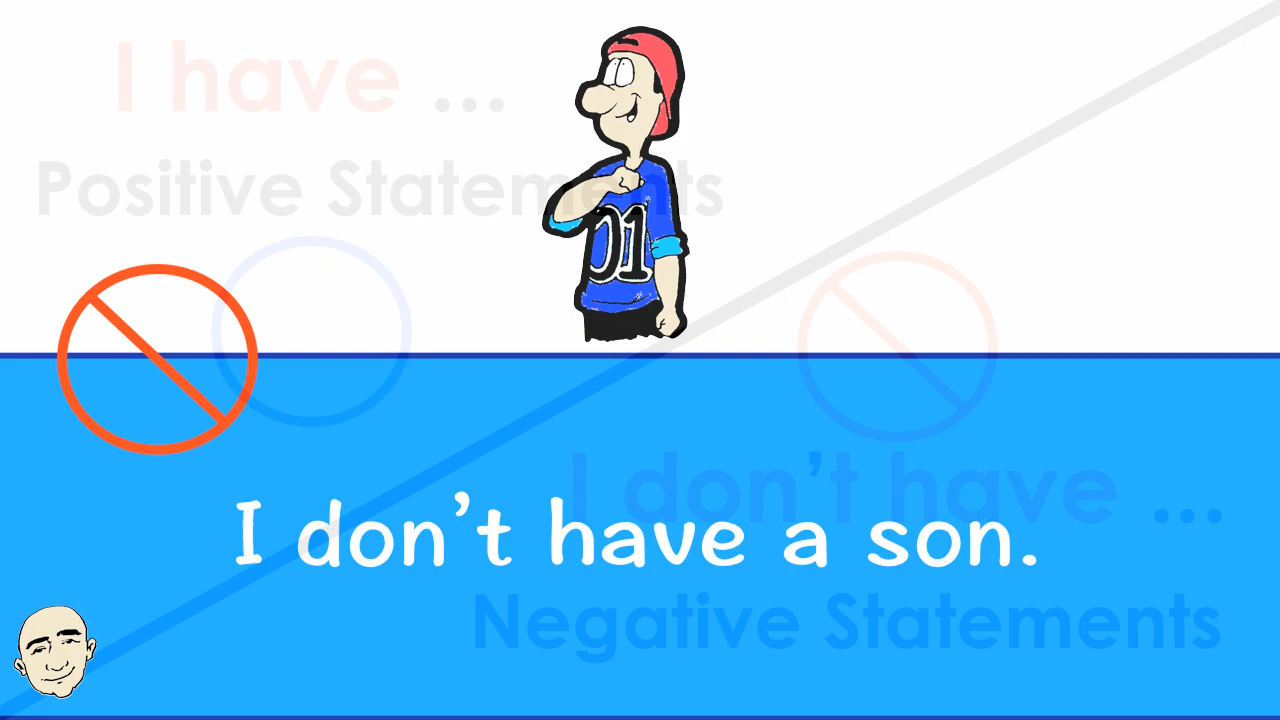 I have ...
Positive Statements
01
I don't have ...
I don't have a son.
Negative Statements